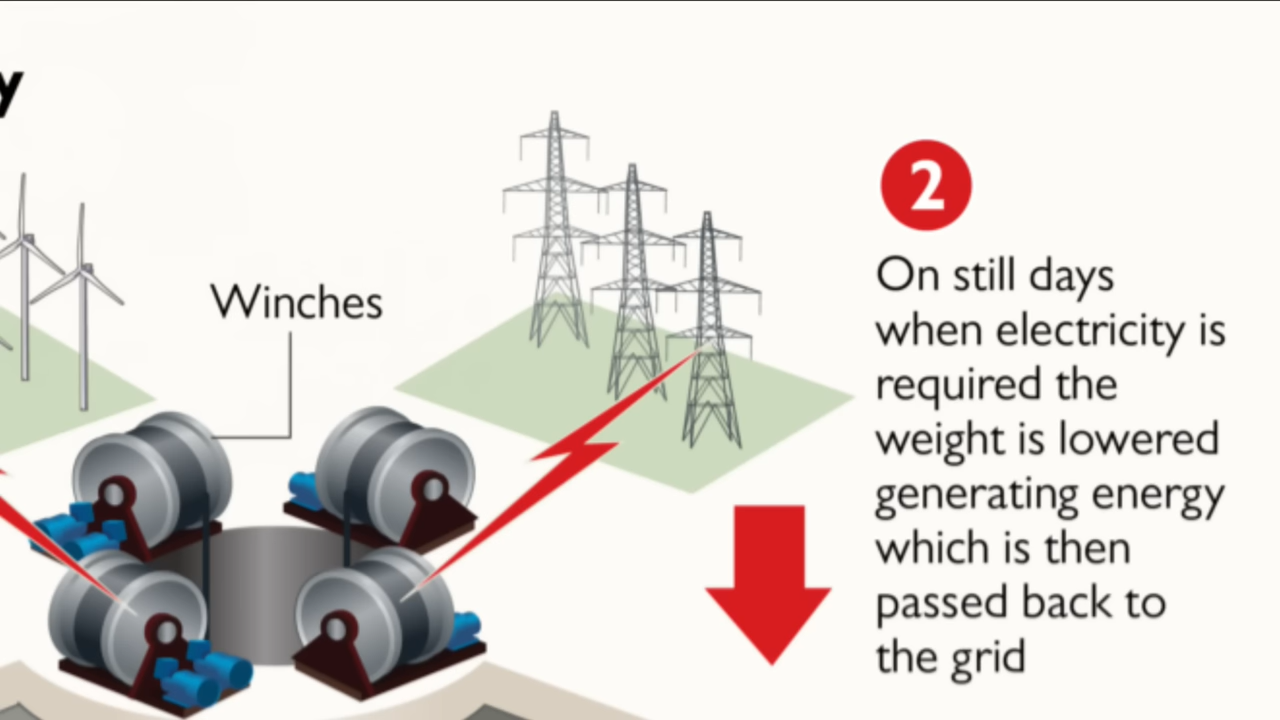 y
Winches
2
On still days
when electricity is
required the
weight is lowered
generating energy
which is then
passed back to
the grid